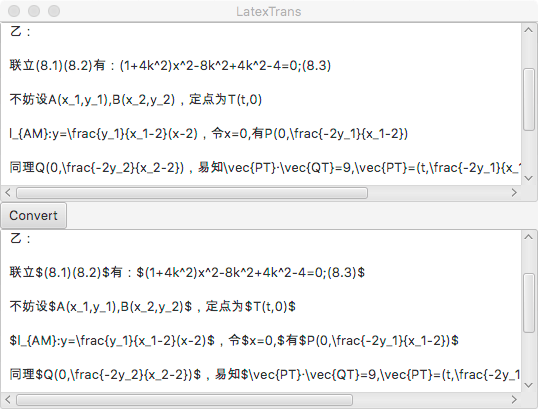 LatexTrans
乙：
联立(8.1)(8.2)有：(1+4k^2)x^2-8k^2+4k^2-4=0;(8.3)
不妨设A(x_1,y_1),B(x_2,y_2)，定点为T(t,0)
l_{AM}:y=\frac{y_1}{x_1-2}(x-2)，令x=0,有P(0,\frac{-2y_1}{x_1-2})
同理Q(0,\frac{-2y_2}{x_2-2})，易知\vec{PT}·\vec{QT}=9,\vec{PT}=(t,\frac{-2y_1}{x_1
Convert
乙：
联立$(8.1)(8.2)$有：$(1+4k^2)x^2-8k^2+4k^2-4=0;(8.3)$
不妨设$A(x_1,y_1),B(x_2,y_2)$，定点为$T(t,0)$
$l_{AM}:y=\frac{y_1}{x_1-2}(x-2)$，令$x=0,$有$P(0,\frac{-2y_1}{x_1-2})$
同理$Q(0,\frac{-2y_2}{x_2-2})$，易知$\vec{PT}·\vec{QT}=9,\vec{PT}=(t,\frac{-2y_1